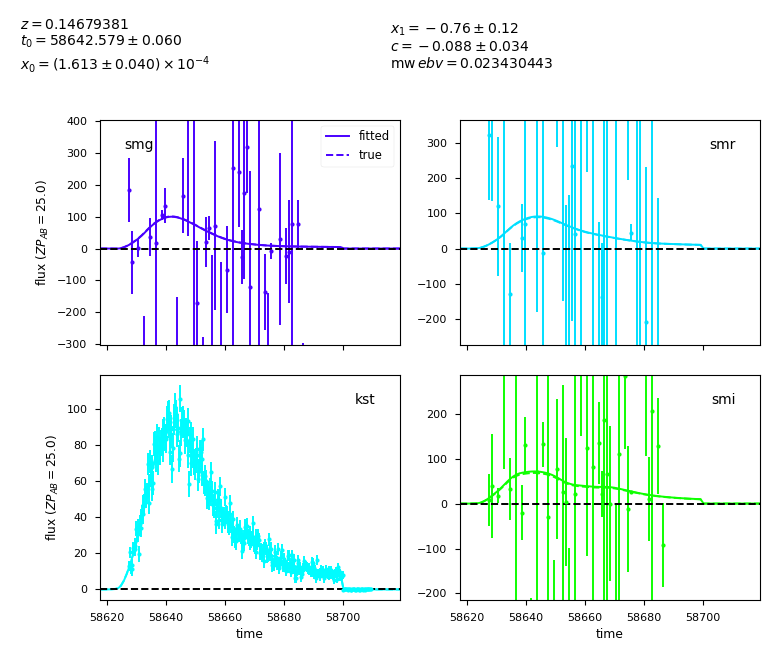 z = 0.14679381
t₀ = 58642.579 ± 0.060
x₀ = (1.613 ± 0.040) × 10⁻⁴
x₁ = −0.76 ± 0.12
c = −0.088 ± 0.034
mw ebv = 0.023430443
400
300
200
100
0
−100
−200
−300
flux (ZP_AB = 25.0)
smg
fitted
true
300
200
100
0
−100
−200
smr
100
80
60
40
20
0
flux (ZP_AB = 25.0)
kst
58620 58640 58660 58680 58700
time
200
100
0
−100
−200
smi
58620 58640 58660 58680 58700
time